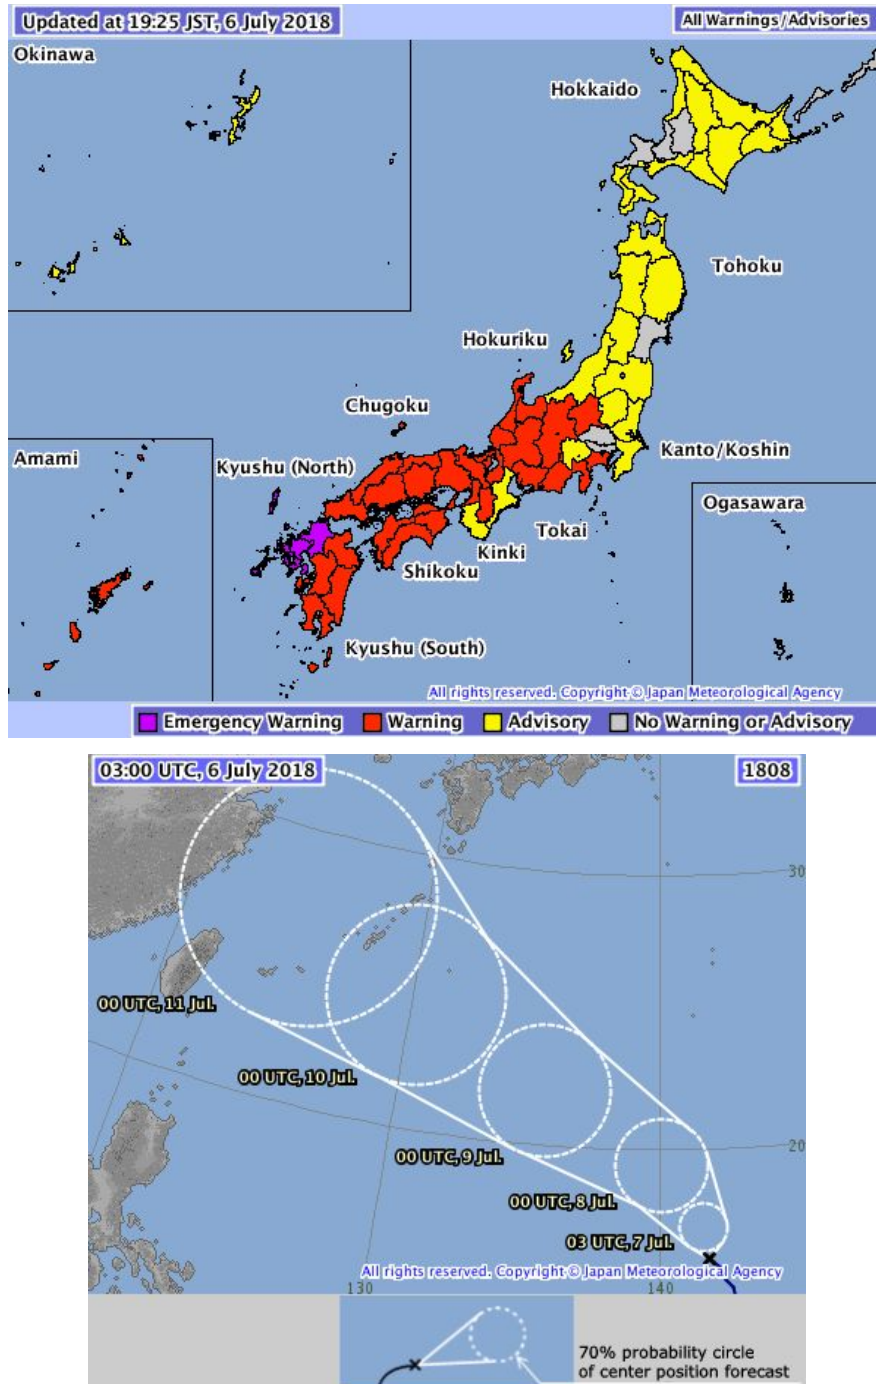 Updated at 19:25 JST, 6 July 2018
All Warnings/Advisories
Okinawa
Hokkaido
Tohoku
Hokuriku
Chugoku
Amami
Kyushu (North)
Kanto/Koshin
Ogasawara
Tokai
Kinki
Shikoku
Kyushu (South)
All rights reserved. Copyright © Japan Meteorological Agency
Emergency Warning
Warning
Advisory
No Warning or Advisory
03:00 UTC, 6 July 2018
1808
30
00 UTC, 11 Jul.
00 UTC, 10 Jul.
20
00 UTC, 9 Jul.
00 UTC, 8 Jul.
03 UTC, 7 Jul.
All rights reserved. Copyright © Japan Meteorological Agency
130
140
70% probability circle
of center position forecast